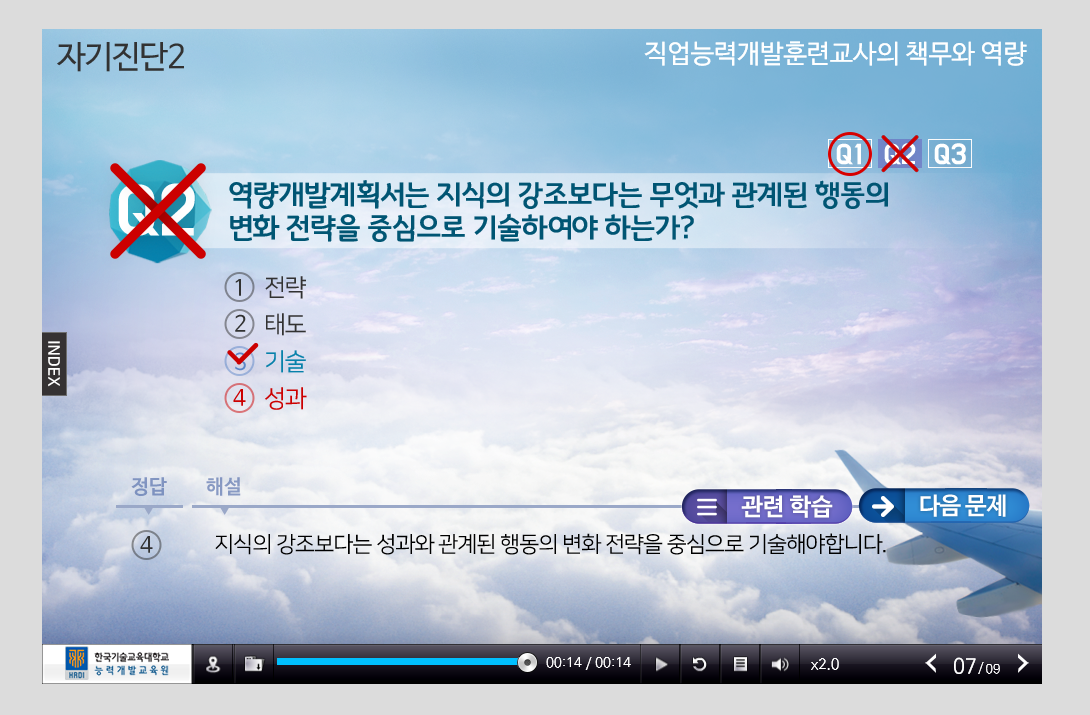 자기진단2
직업능력개발훈련교사의 책무와 역량
Q1 Q2 Q3
Q2
역량개발계획서는 지식의 강조보다는 무엇과 관계된 행동의
변화 전략을 중심으로 기술하여야 하는가?
① 전략
② 태도
③ 기술
④ 성과
INDEX
정답 해설
관련 학습
다음 문제
④ 지식의 강조보다는 성과와 관계된 행동의 변화 전략을 중심으로 기술해야합니다.
HRDI
한국기술교육대학교
능력개발교육원
00:14 / 00:14
x2.0
07/09